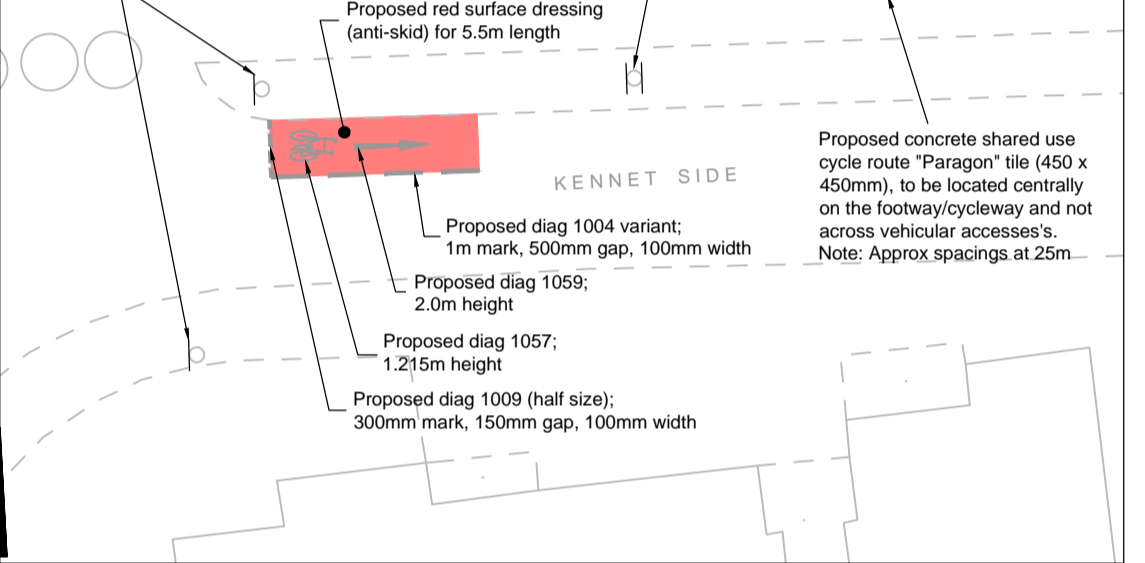 Proposed red surface dressing
(anti-skid) for 5.5m length
KENNET SIDE
Proposed concrete shared use
cycle route "Paragon" tile (450 x
450mm), to be located centrally
on the footway/cycleway and not
across vehicular accesses's.
Note: Approx spacings at 25m
Proposed diag 1004 variant;
1m mark, 500mm gap, 100mm width
Proposed diag 1059;
2.0m height
Proposed diag 1057;
1.215m height
Proposed diag 1009 (half size);
300mm mark, 150mm gap, 100mm width